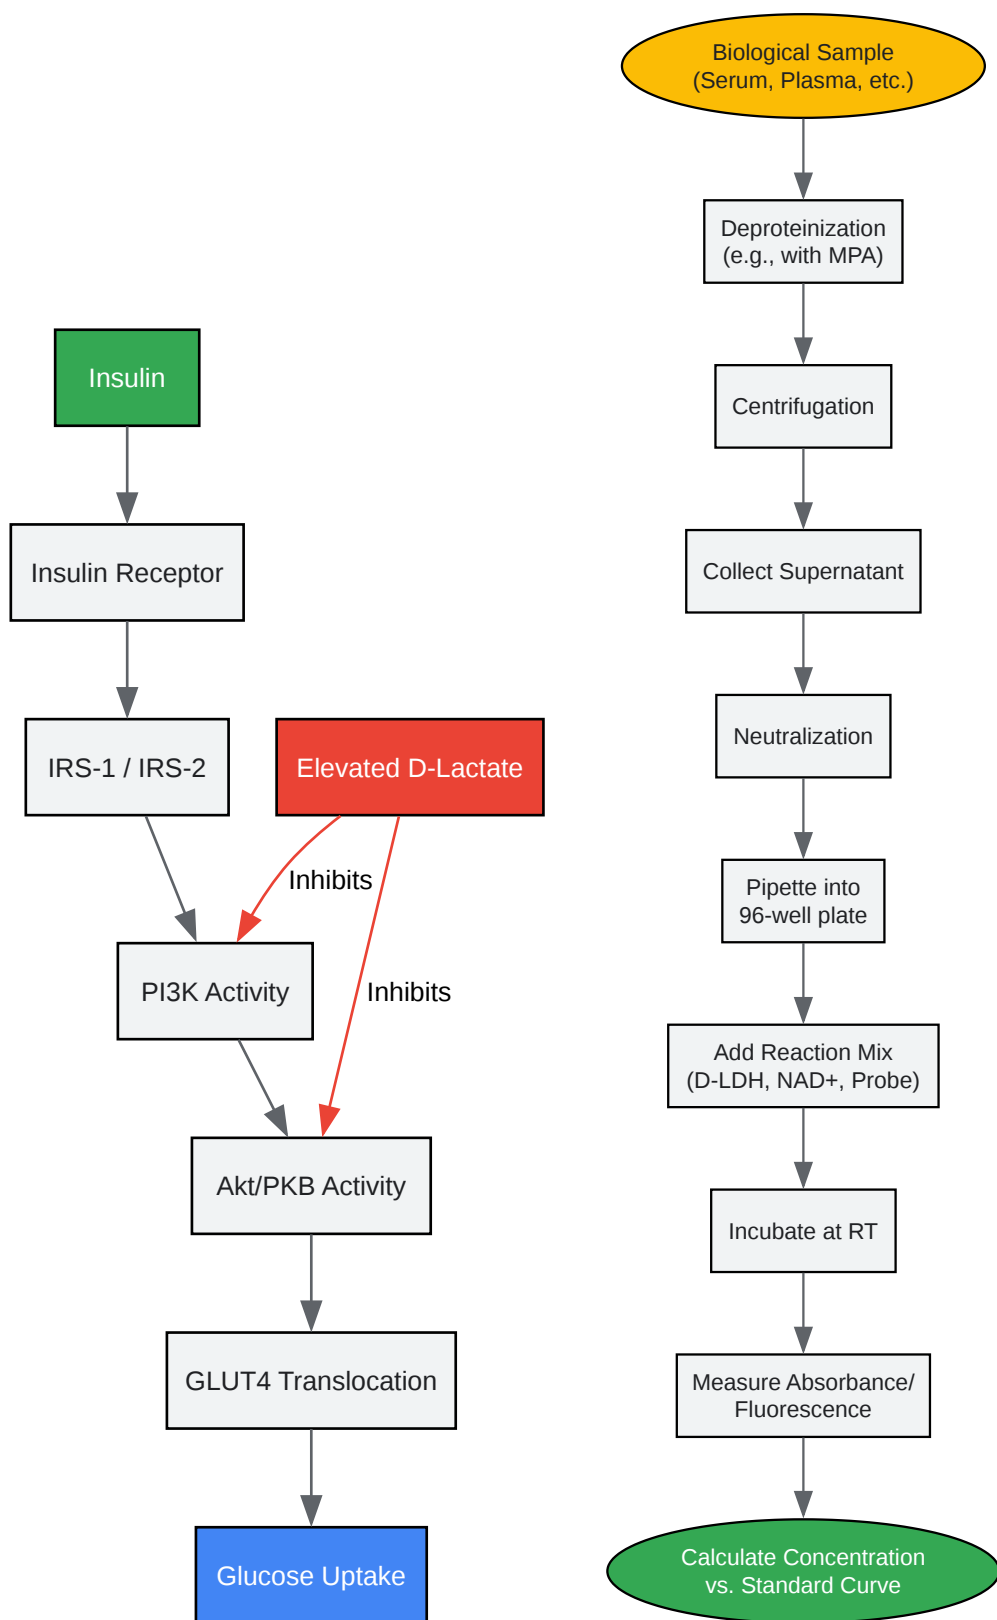 Insulin
Insulin Receptor
IRS-1 / IRS-2
Elevated D-Lactate
Inhibits
PI3K Activity
Inhibits
Akt/PKB Activity
GLUT4 Translocation
Glucose Uptake
Biological Sample
(Serum, Plasma, etc.)
Deproteinization
(e.g., with MPA)
Centrifugation
Collect Supernatant
Neutralization
Pipette into
96-well plate
Add Reaction Mix
(D-LDH, NAD+, Probe)
Incubate at RT
Measure Absorbance/
Fluorescence
Calculate Concentration
vs. Standard Curve